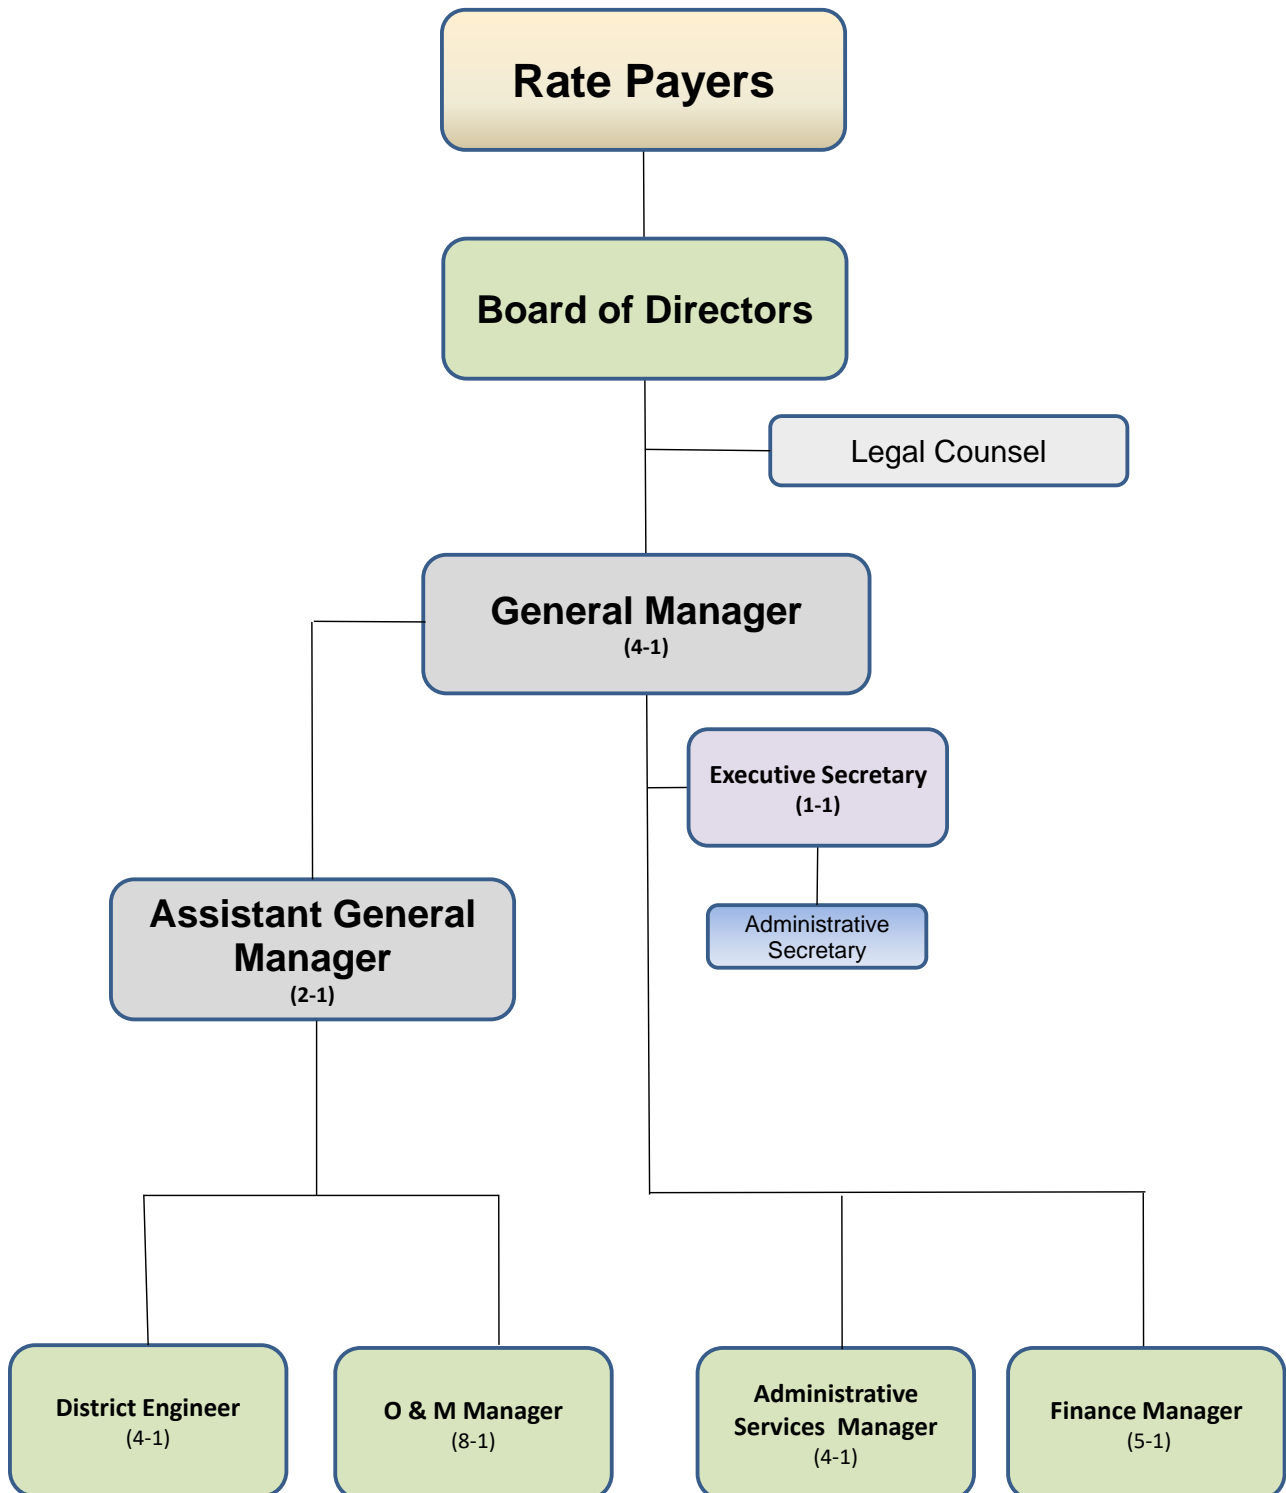 Rate Payers
Board of Directors
Legal Counsel
General Manager
(4-1)
Executive Secretary
(1-1)
Assistant General
Manager
(2-1)
Administrative
Secretary
District Engineer
(4-1)
O & M Manager
(8-1)
Administrative
Services  Manager
(4-1)
Finance Manager
(5-1)